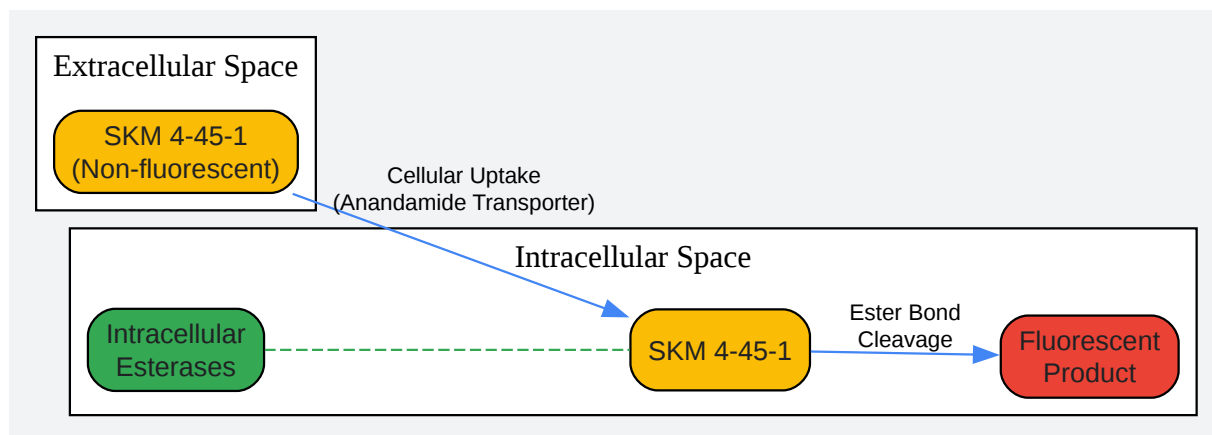 Extracellular Space
SKM 4-45-1
(Non-fluorescent)
Cellular Uptake
(Anandamide Transporter)
Intracellular Space
Intracellular
Esterases
SKM 4-45-1
Ester Bond
Cleavage
Fluorescent
Product